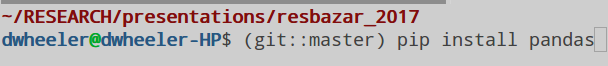 ~/RESEARCH/presentations/resbazar_2017
dwheeler@dwheeler-HP$ (git::master) pip install pandas